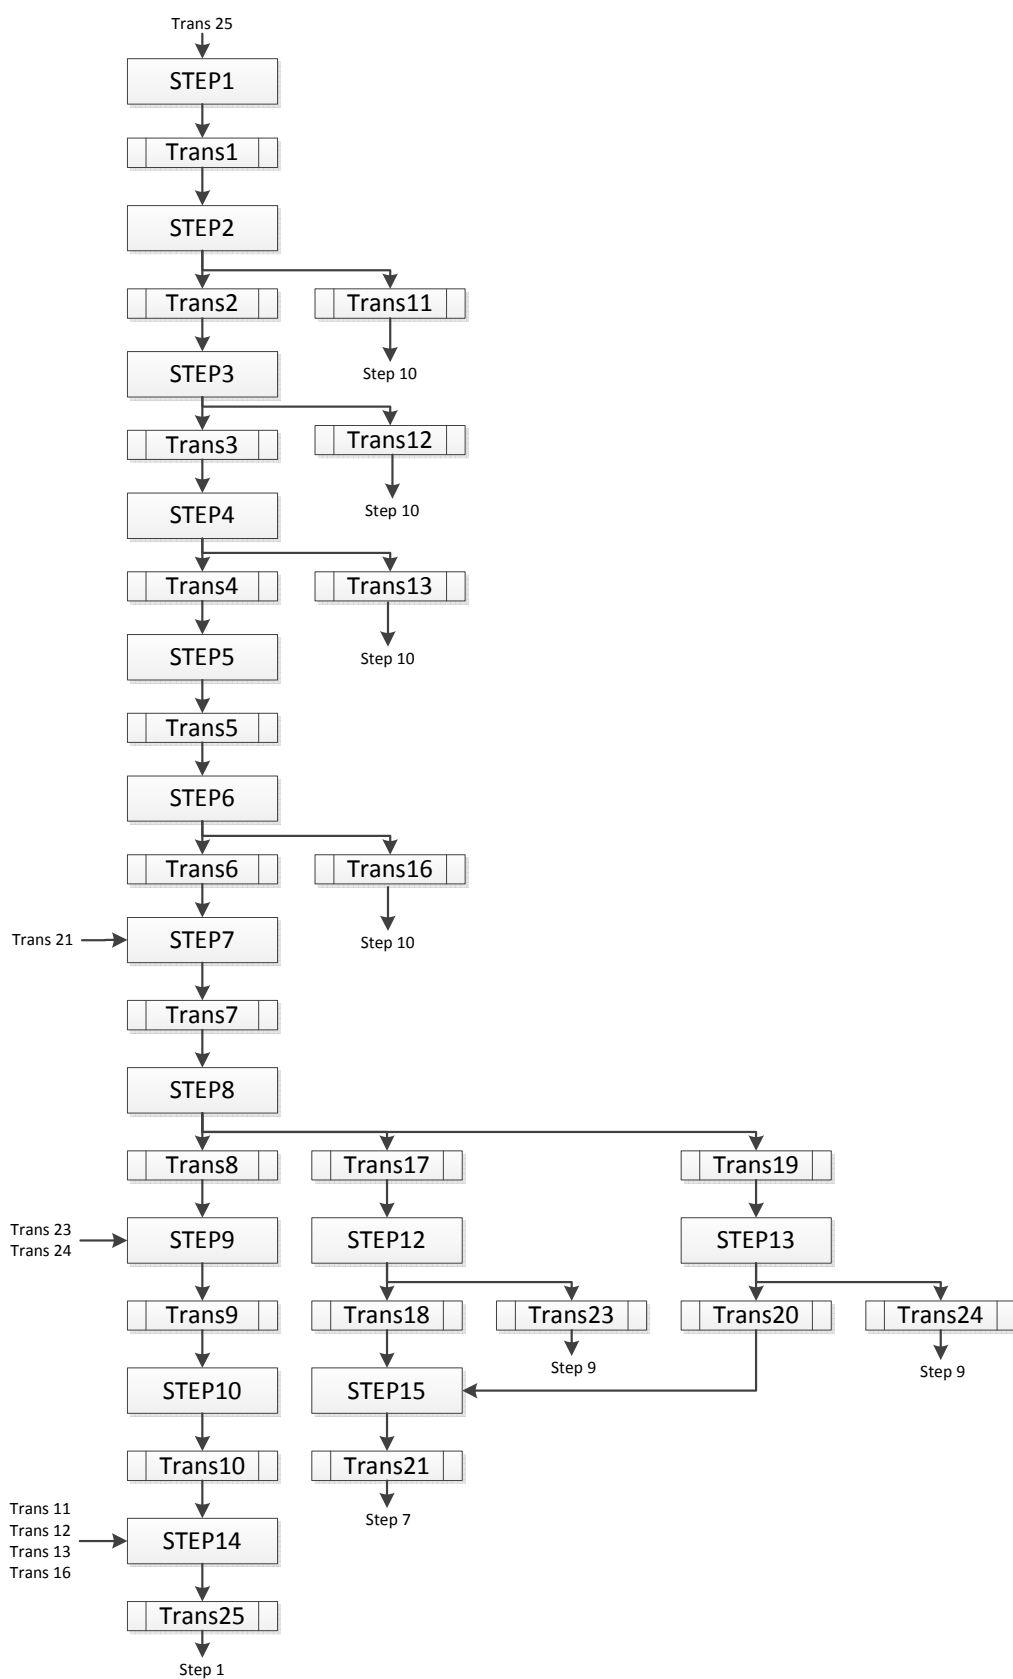 Trans 25
STEP1
Trans1
STEP2
Trans2
Trans11
STEP3
Step 10
Trans3
Trans12
STEP4
Step 10
Trans4
Trans13
STEP5
Step 10
Trans5
STEP6
Trans6
Trans16
Trans 21
STEP7
Step 10
Trans7
STEP8
Trans8
Trans17
Trans19
Trans 23
Trans 24
STEP9
STEP12
STEP13
Trans9
Trans18
Trans23
Trans20
Trans24
Step 9
Step 9
STEP10
STEP15
Trans10
Trans21
Step 7
Trans 11
Trans 12
Trans 13
Trans 16
STEP14
Trans25
Step 1